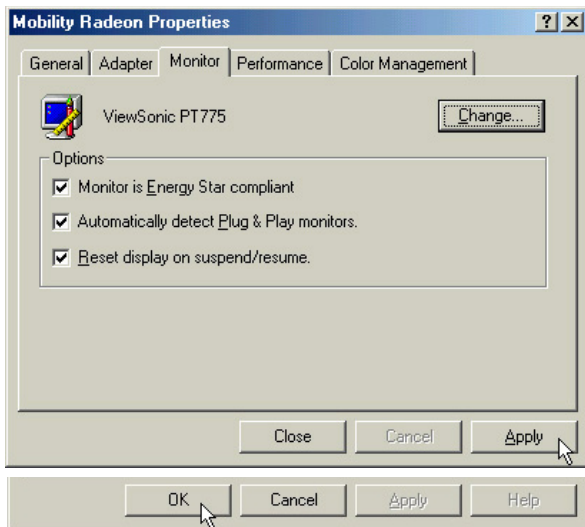 Mobility Radeon Properties ? ×
General Adapter Monitor Performance Color Management
ViewSonic PT775 Change...
Options
Monitor is Energy Star compliant
Automatically detect Plug & Play monitors.
Reset display on suspend/resume.
Close Cancel Apply
OK Cancel Apply Help